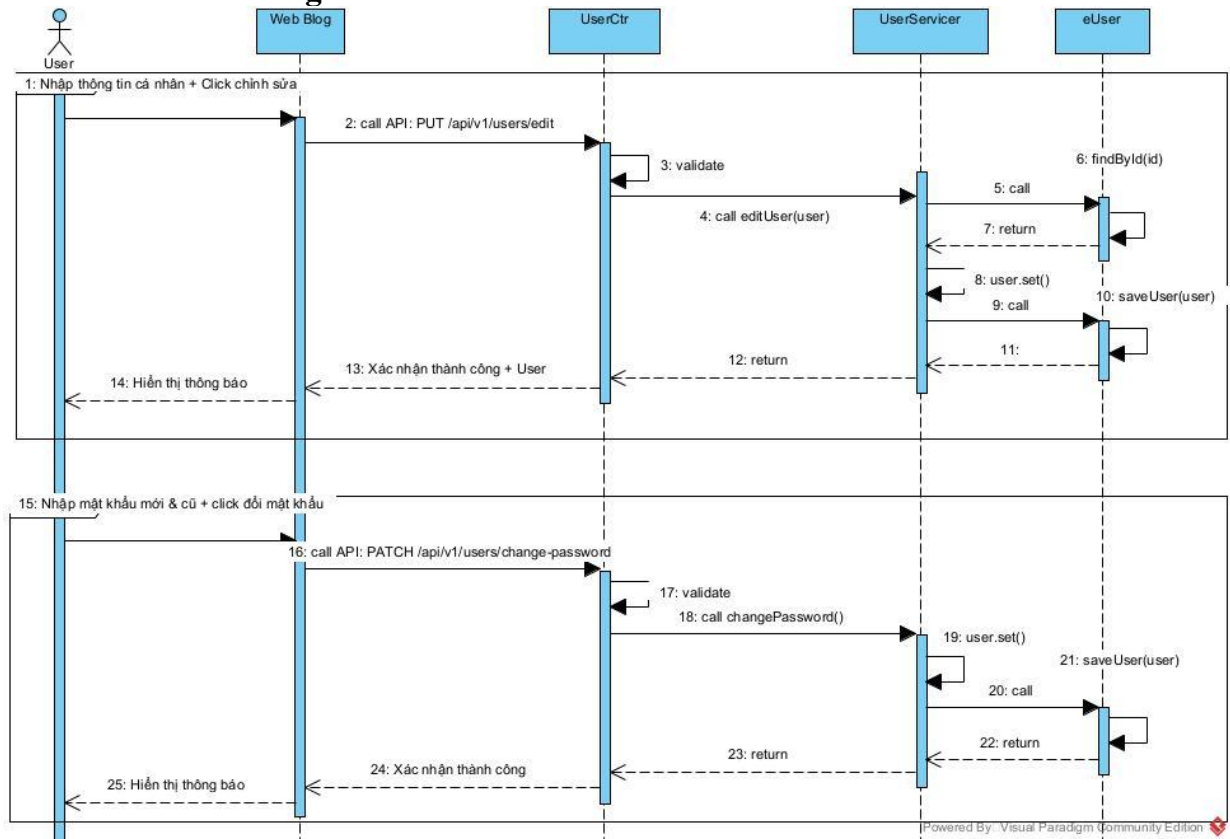 User
Web Blog
UserCtr
UserServicer
eUser
1: Nhập thông tin cá nhân + Click chỉnh sửa
2: call API: PUT /api/v1/users/edit
3: validate
4: call editUser(user)
5: call
6: findById(id)
7: return
8: user.set()
9: call
10: saveUser(user)
11:
12: return
13: Xác nhận thành công + User
14: Hiển thị thông báo
15: Nhập mật khẩu mới & cũ + click đổi mật khẩu
16: call API: PATCH /api/v1/users/change-password
17: validate
18: call changePassword()
19: user.set()
20: call
21: saveUser(user)
22: return
23: return
24: Xác nhận thành công
25: Hiển thị thông báo
Powered By Visual Paradigm Community Edition